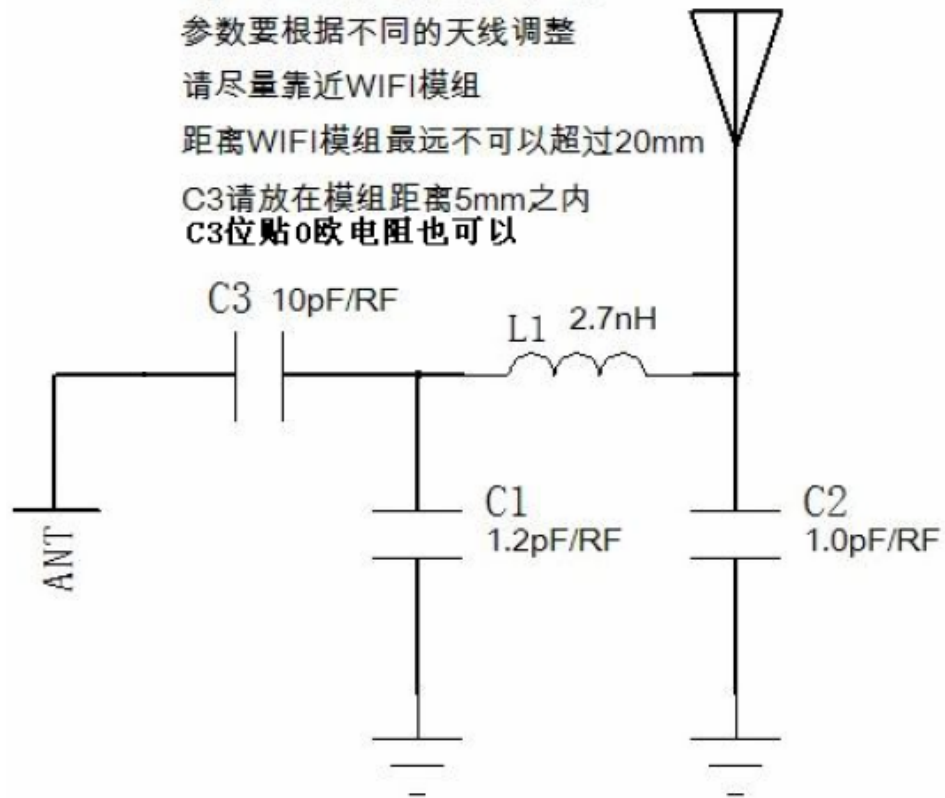 参数要根据不同的天线调整
请尽量靠近WIFI模组
距离WIFI模组最远不可以超过20mm
C3请放在模组距离5mm之内
C3位贴0欧电阻也可以
C3 10pF/RF
L1 2.7nH
ANT
C1
1.2pF/RF
C2
1.0pF/RF